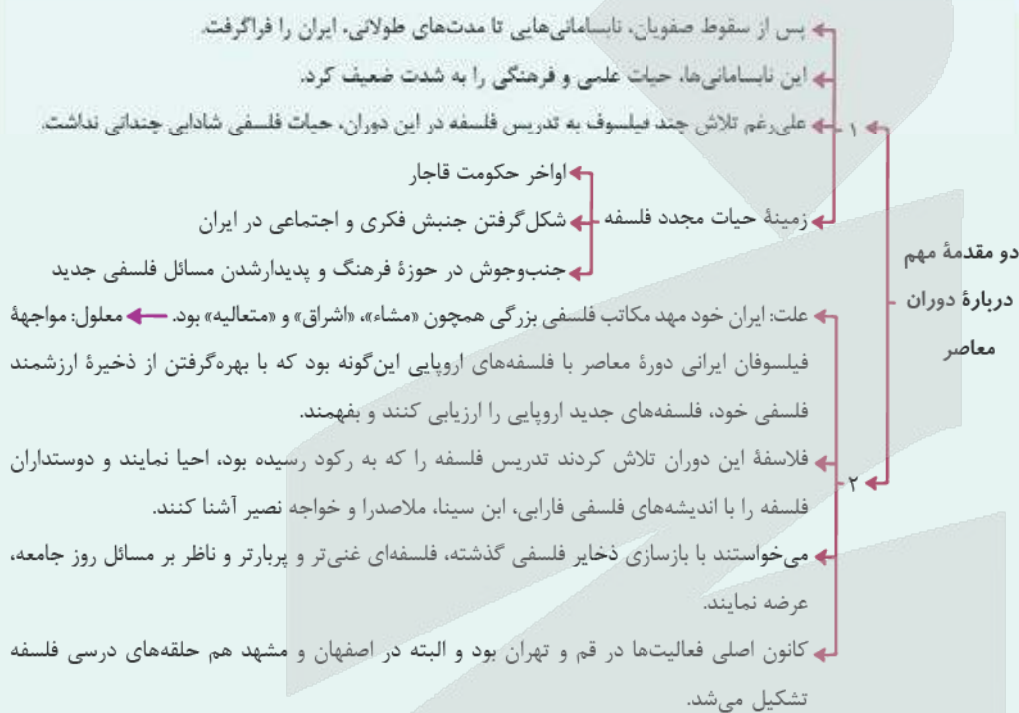 پس از سقوط صفویان، نابسامانی‌هایی تا مدت‌های طولانی، ایران را فراگرفت.
این نابسامانی‌ها، حیات علمی و فرهنگی را به شدت ضعیف کرد.
علی‌رغم تلاش چند فیلسوف به تدریس فلسفه در این دوران، حیات فلسفی شادابی چندانی نداشت.
۱
اواخر حکومت قاجار
زمینهٔ حیات مجدد فلسفه
شکل‌گرفتن جنبش فکری و اجتماعی در ایران
جنب‌وجوش در حوزهٔ فرهنگ و پدیدارشدن مسائل فلسفی جدید
دو مقدمهٔ مهم
دربارهٔ دوران
معاصر
علت: ایران خود مهد مکاتب فلسفی بزرگی همچون «مشاء»، «اشراق» و «متعالیه» بود. معلول: مواجههٔ
فیلسوفان ایرانی دورهٔ معاصر با فلسفه‌های اروپایی این‌گونه بود که با بهره‌گرفتن از ذخیرهٔ ارزشمند
فلسفی خود، فلسفه‌های جدید اروپایی را ارزیابی کنند و بفهمند.
۲
فلاسفهٔ این دوران تلاش کردند تدریس فلسفه را که به رکود رسیده بود، احیا نمایند و دوستداران
فلسفه را با اندیشه‌های فلسفی فارابی، ابن سینا، ملاصدرا و خواجه نصیر آشنا کنند.
می‌خواستند با بازسازی ذخایر فلسفی گذشته، فلسفه‌ای غنی‌تر و پربارتر و ناظر بر مسائل روز جامعه،
عرضه نمایند.
کانون اصلی فعالیت‌ها در قم و تهران بود و البته در اصفهان و مشهد هم حلقه‌های درسی فلسفه
تشکیل می‌شد.